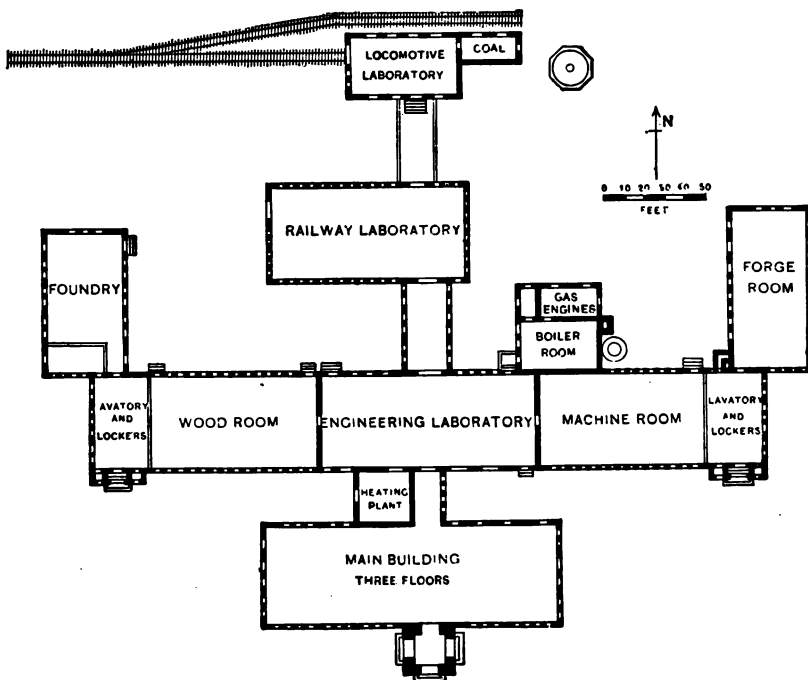 LOCOMOTIVE
LABORATORY
COAL
N
0 10 20 30 40 50
FEET
RAILWAY LABORATORY
FOUNDRY
GAS
ENGINES
BOILER
ROOM
FORGE
ROOM
AVATORY
AND
LOCKERS
WOOD ROOM
ENGINEERING LABORATORY
MACHINE ROOM
LAVATORY
AND
LOCKERS
HEATING
PLANT
MAIN BUILDING
THREE FLOORS